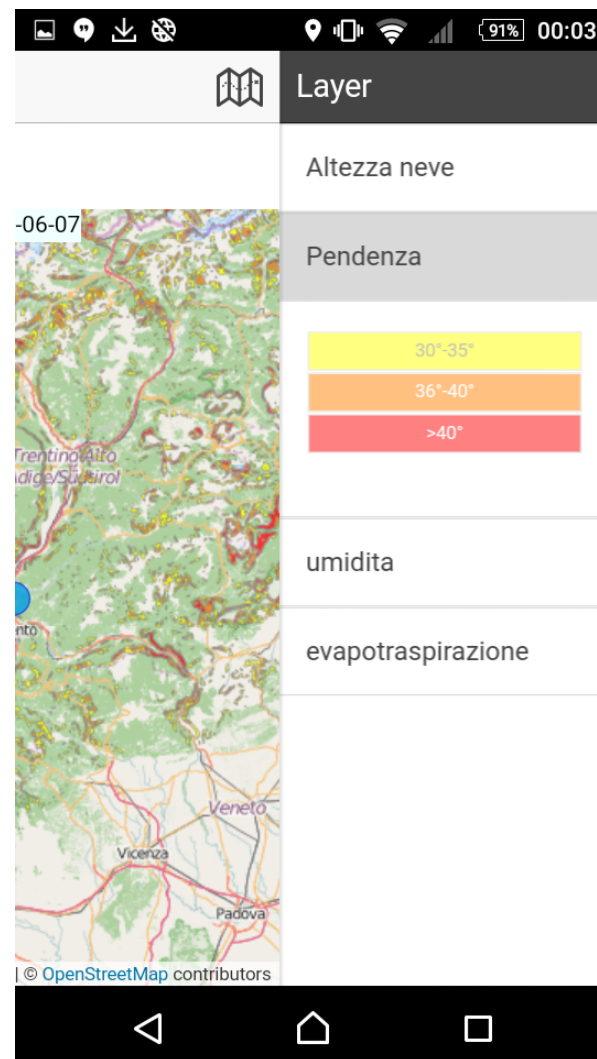 91% 00:03
Layer
Altezza neve
-06-07
Pendenza
30°-35°
36°-40°
>40°
Trentino Alto
dige/Südtirol
umidita
nto
evapotraspirazione
Veneto
Vicenza
Padova
| © OpenStreetMap contributors